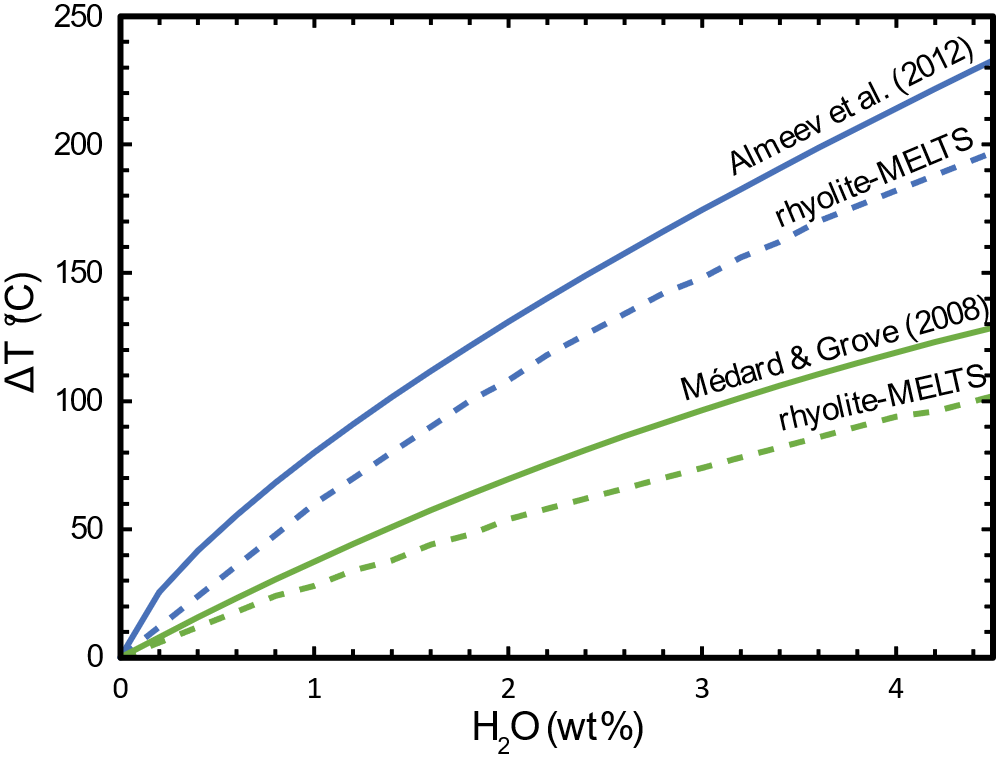 250
200
150
100
50
0
ΔT (°C)
Almeev et al. (2012)
rhyolite-MELTS
Médard & Grove (2008)
rhyolite-MELTS
0 1 2 3 4
H₂O (wt%)